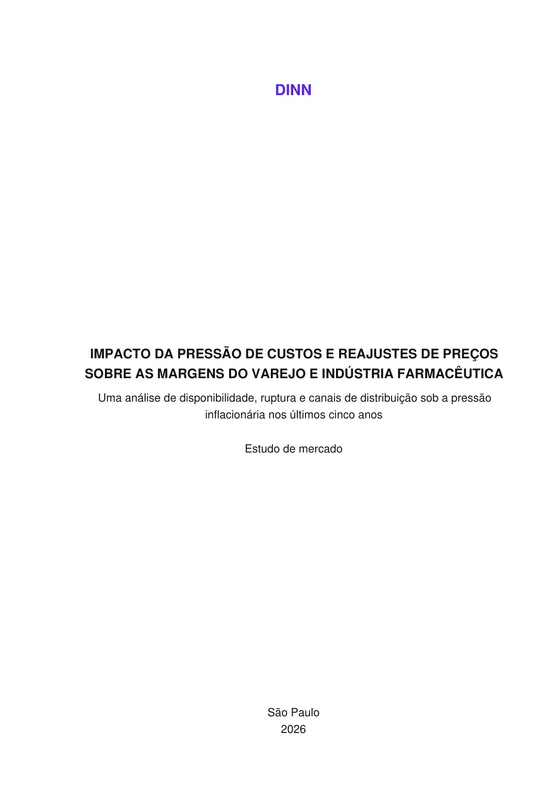 DINN
IMPACTO DA PRESSÃO DE CUSTOS E REAJUSTES DE PREÇOS
SOBRE AS MARGENS DO VAREJO E INDÚSTRIA FARMACÊUTICA
Uma análise de disponibilidade, ruptura e canais de distribuição sob a pressão
inflacionária nos últimos cinco anos
Estudo de mercado
São Paulo
2026